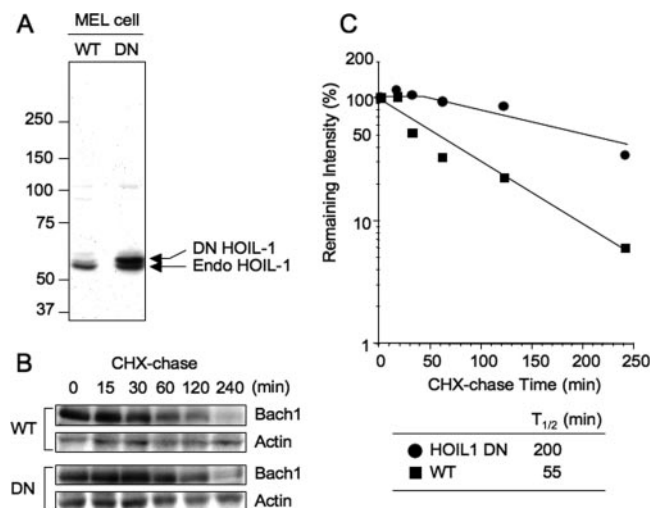 A
MEL cell
WT DN
250
150
100
75
50
37
DN HOIL-1
Endo HOIL-1
B
CHX-chase
0 15 30 60 120 240 (min)
WT
Bach1
Actin
DN
Bach1
Actin
C
Remaining Intensity (%)
200
100
50
10
1
0 50 100 150 200 250
CHX-chase Time (min)
T1/2 (min)
HOIL1 DN 200
WT 55